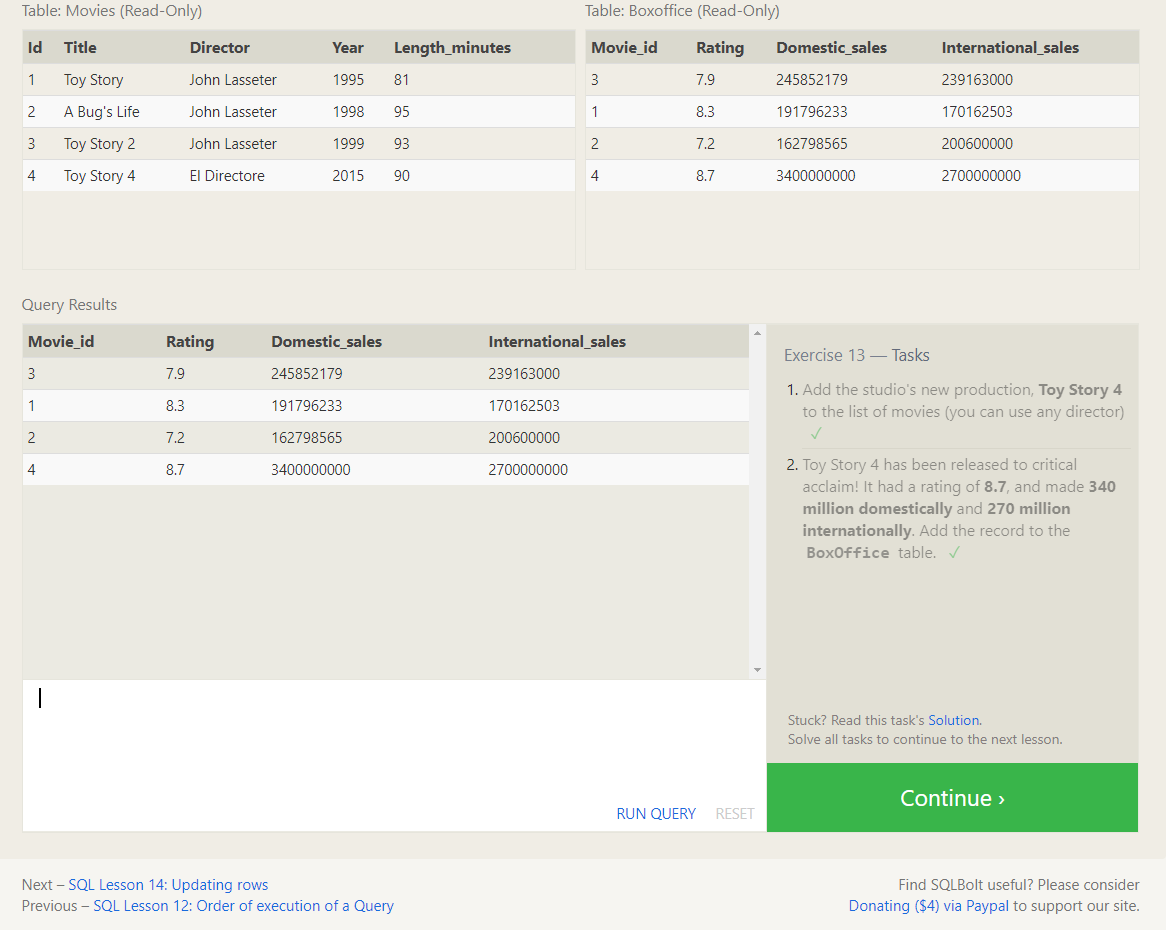 Table: Movies (Read-Only)
Table: Boxoffice (Read-Only)
Id Title Director Year Length_minutes
1 Toy Story John Lasseter 1995 81
2 A Bug's Life John Lasseter 1998 95
3 Toy Story 2 John Lasseter 1999 93
4 Toy Story 4 El Directore 2015 90
Movie_id Rating Domestic_sales International_sales
3 7.9 245852179 239163000
1 8.3 191796233 170162503
2 7.2 162798565 200600000
4 8.7 3400000000 2700000000
Query Results
Movie_id Rating Domestic_sales International_sales
3 7.9 245852179 239163000
1 8.3 191796233 170162503
2 7.2 162798565 200600000
4 8.7 3400000000 2700000000
RUN QUERY RESET
Exercise 13 — Tasks
1. Add the studio's new production, Toy Story 4
to the list of movies (you can use any director)
✓
2. Toy Story 4 has been released to critical
acclaim! It had a rating of 8.7, and made 340
million domestically and 270 million
internationally. Add the record to the
BoxOffice table. ✓
Stuck? Read this task's Solution.
Solve all tasks to continue to the next lesson.
Continue ›
Next – SQL Lesson 14: Updating rows
Previous – SQL Lesson 12: Order of execution of a Query
Find SQLBolt useful? Please consider
Donating ($4) via Paypal to support our site.